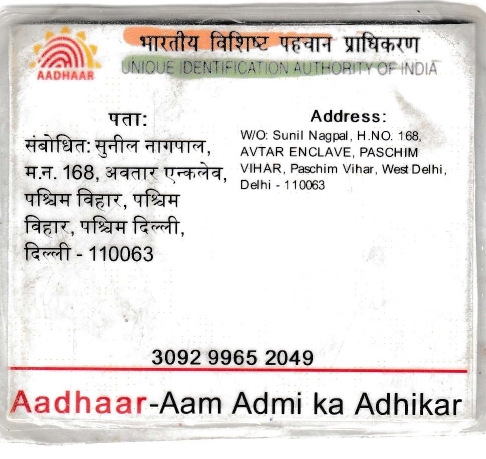 भारतीय विशिष्ट पहचान प्राधिकरण
AADHAAR
UNIQUE IDENTIFICATION AUTHORITY OF INDIA
पता:
संबोधित: सुनील नागपाल,
म.न. 168, अवतार एन्कलेव,
पश्चिम विहार, पश्चिम
विहार, पश्चिम दिल्ली,
दिल्ली - 110063
Address:
W/O: Sunil Nagpal, H.NO. 168,
AVTAR ENCLAVE, PASCHIM
VIHAR, Paschim Vihar, West Delhi,
Delhi - 110063
3092 9965 2049
Aadhaar-Aam Admi ka Adhikar